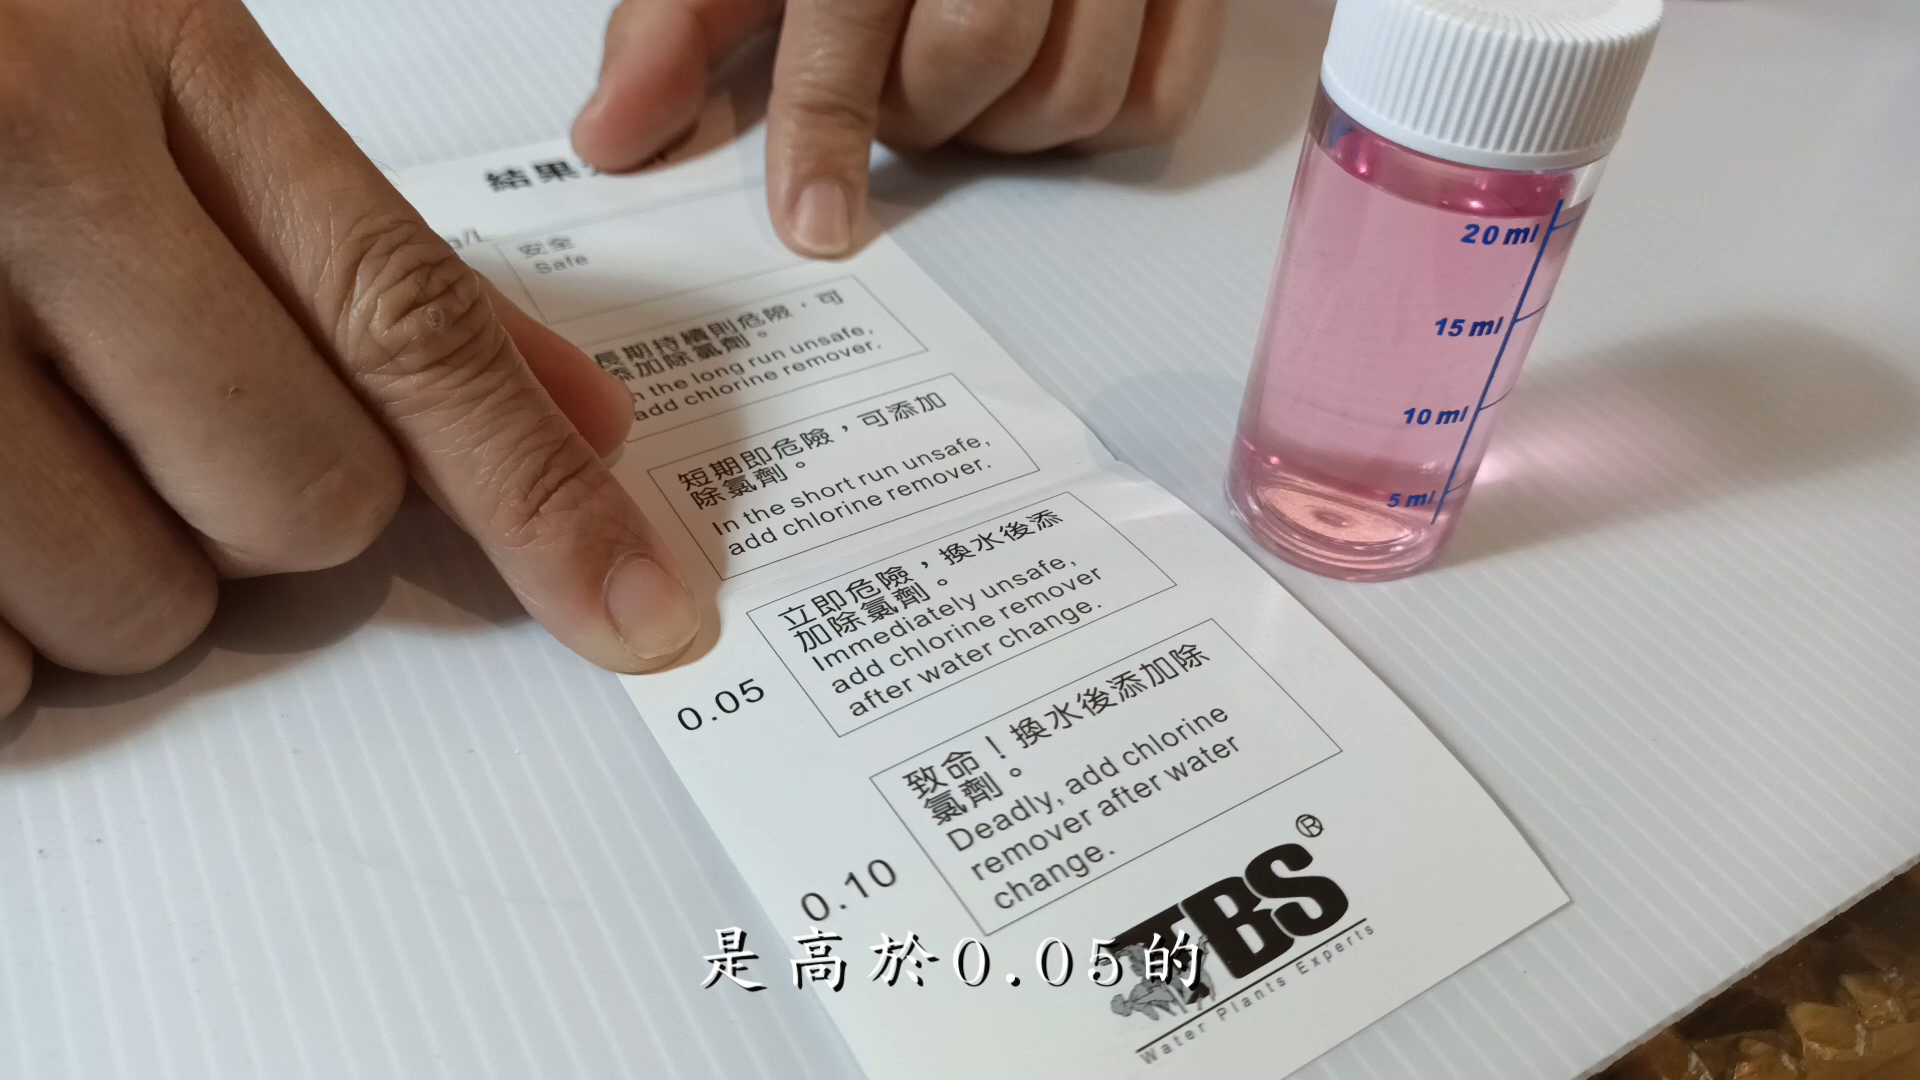 結果
安全
Safe
長期持續則危險，可
添加除氯劑。
In the long run unsafe,
add chlorine remover.
短期即危險，可添加
除氯劑。
In the short run unsafe,
add chlorine remover.
0.05
立即危險，換水後添
加除氯劑。
Immediately unsafe,
add chlorine remover
after water change.
0.10
致命！換水後添加除
氯劑。
Deadly, add chlorine
remover after water
change.
TBS®
Water Plants Experts
20 ml
15 ml
10 ml
5 ml
是高於0.05的